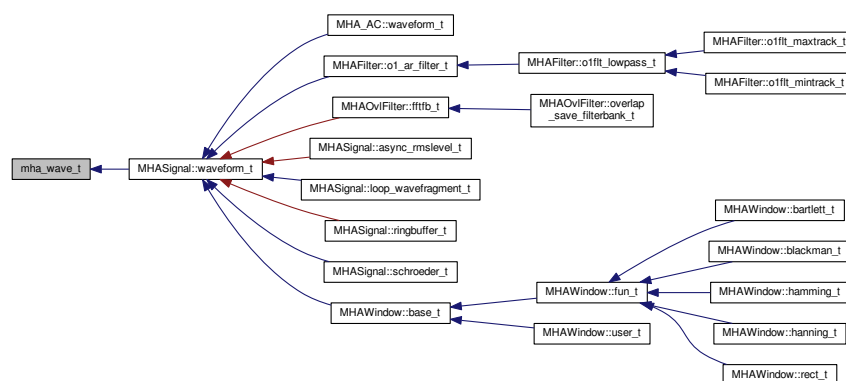 mha_wave_t
MHASignal::waveform_t
MHA_AC::waveform_t
MHAFilter::o1_ar_filter_t
MHAOvlFilter::fftfb_t
MHASignal::async_rmslevel_t
MHASignal::loop_wavefragment_t
MHASignal::ringbuffer_t
MHASignal::schroeder_t
MHAWindow::base_t
MHAFilter::o1flt_lowpass_t
MHAOvlFilter::overlap
_save_filterbank_t
MHAWindow::fun_t
MHAWindow::user_t
MHAFilter::o1flt_maxtrack_t
MHAFilter::o1flt_mintrack_t
MHAWindow::bartlett_t
MHAWindow::blackman_t
MHAWindow::hamming_t
MHAWindow::hanning_t
MHAWindow::rect_t